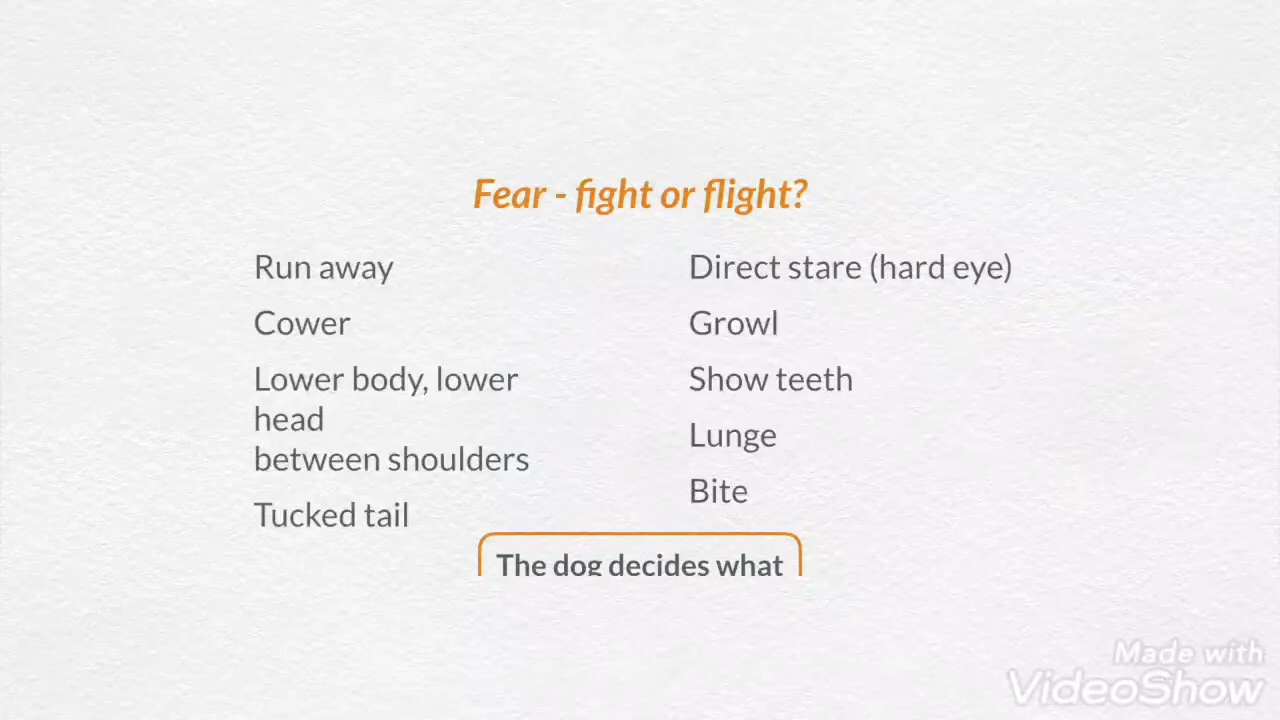 Fear - fight or flight?
Run away
Cower
Lower body, lower
head
between shoulders
Tucked tail
Direct stare (hard eye)
Growl
Show teeth
Lunge
Bite
The dog decides what
Made with
VideoShow